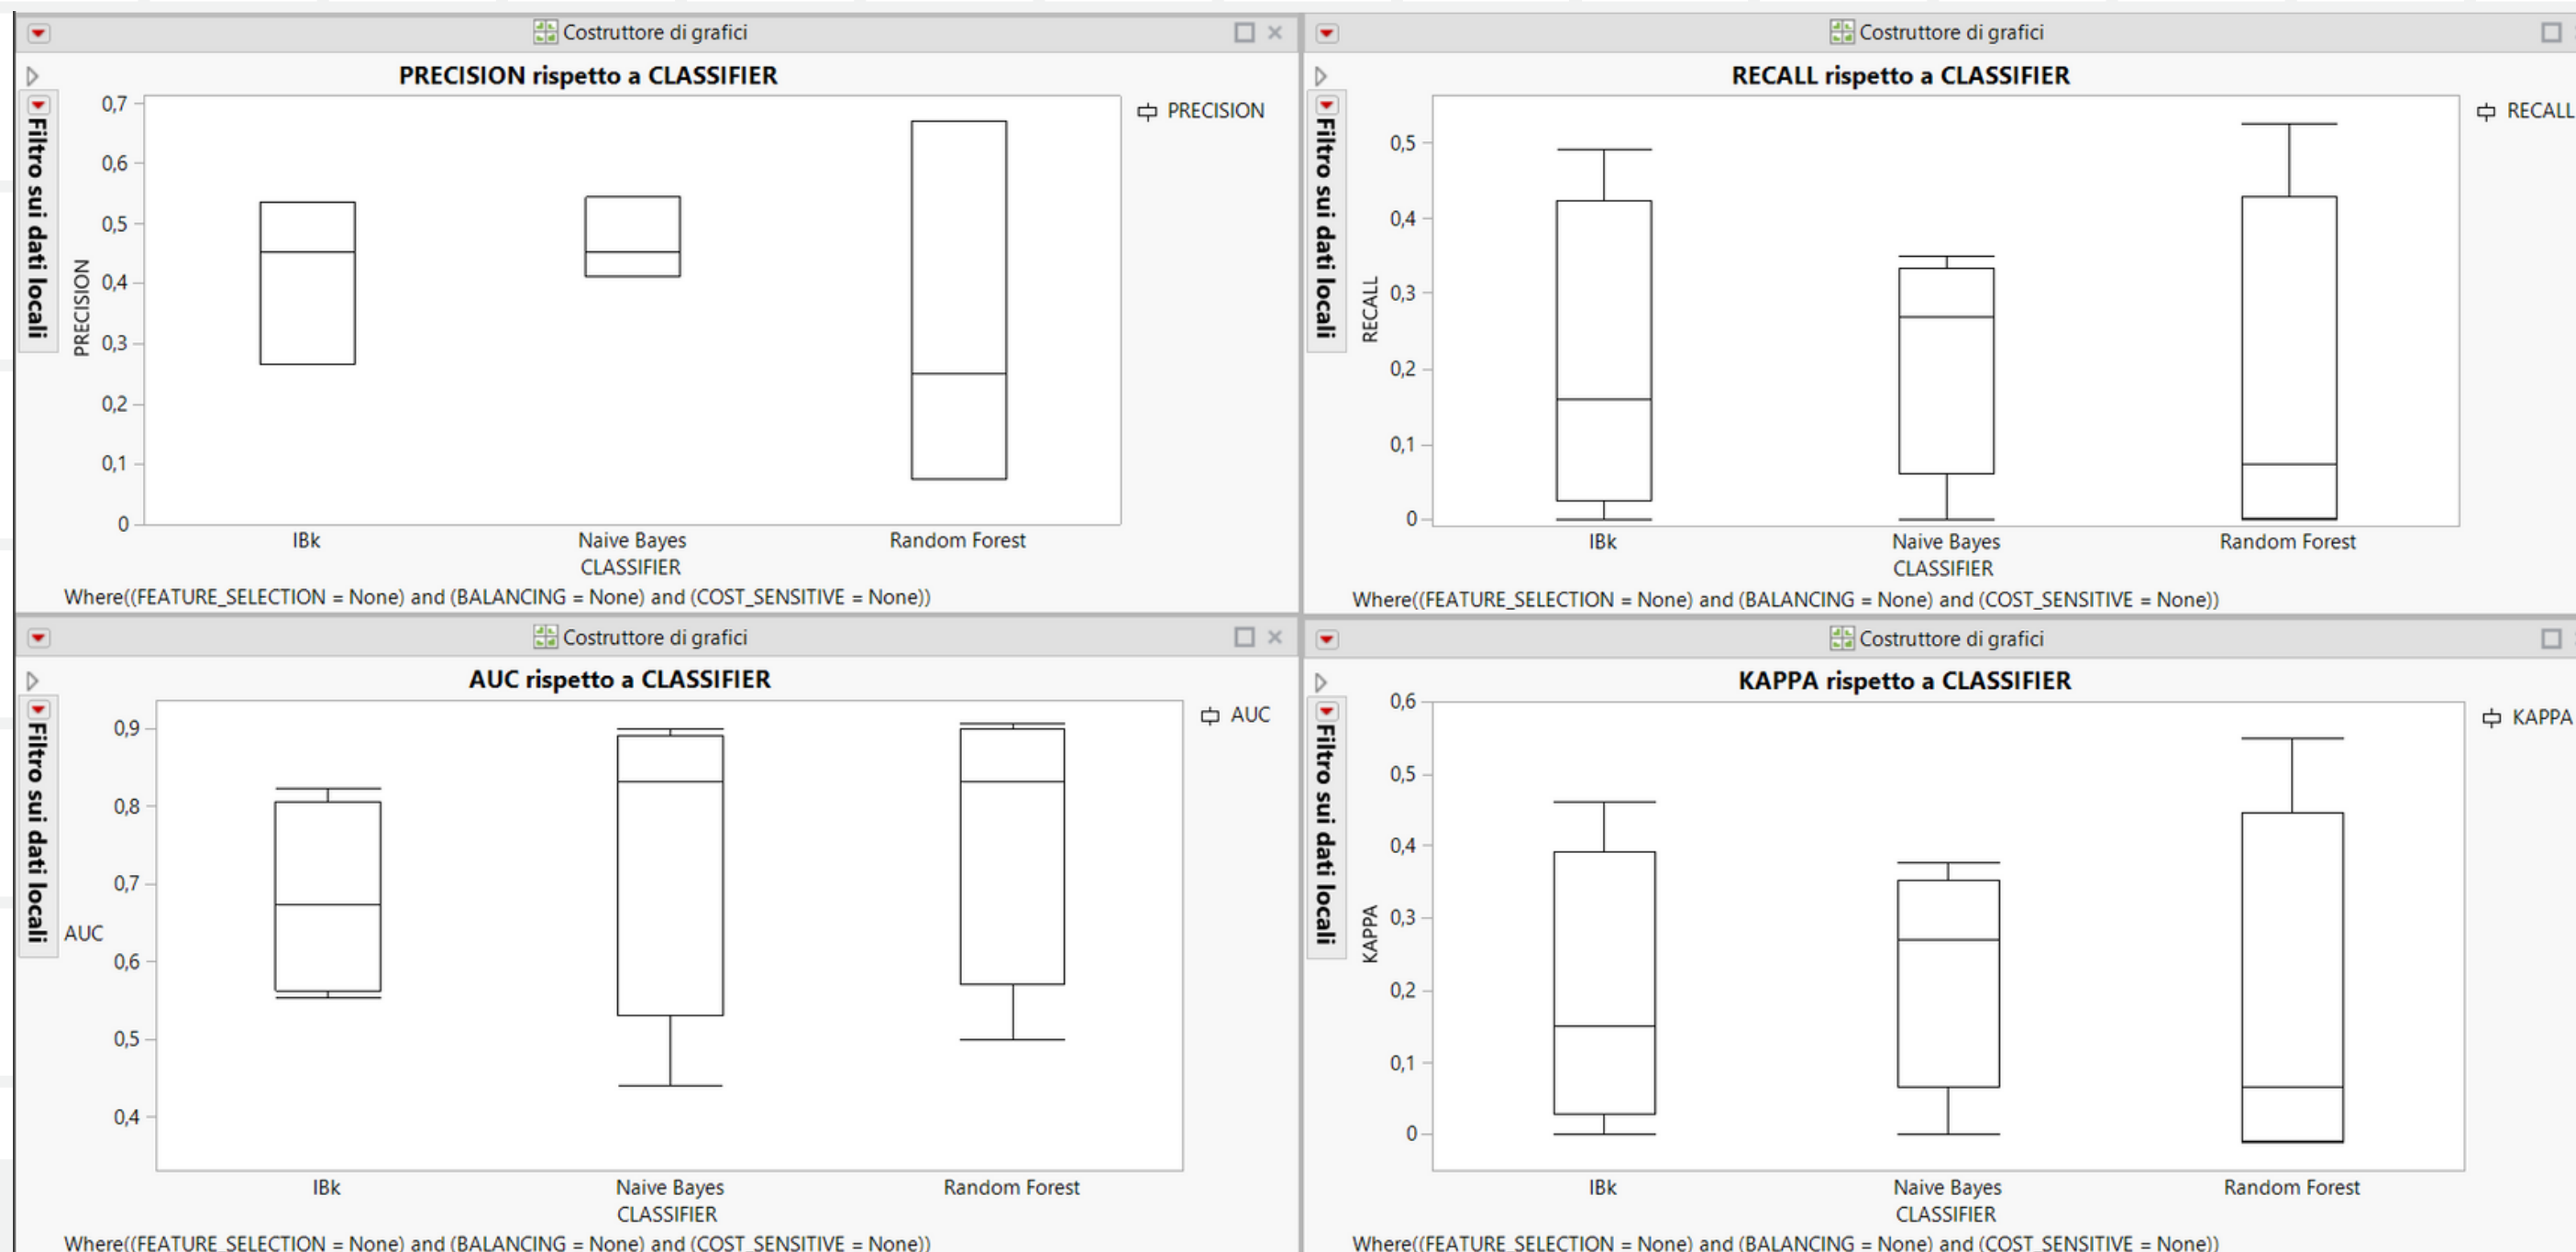 Costruttore di grafici
PRECISION rispetto a CLASSIFIER
Filtro sui dati locali
PRECISION
0,7
0,6
0,5
0,4
0,3
0,2
0,1
0
PRECISION
IBk
Naive Bayes
Random Forest
CLASSIFIER
Where((FEATURE_SELECTION = None) and (BALANCING = None) and (COST_SENSITIVE = None))
Costruttore di grafici
RECALL rispetto a CLASSIFIER
Filtro sui dati locali
RECALL
0,5
0,4
0,3
0,2
0,1
0
RECALL
IBk
Naive Bayes
Random Forest
CLASSIFIER
Where((FEATURE_SELECTION = None) and (BALANCING = None) and (COST_SENSITIVE = None))
Costruttore di grafici
AUC rispetto a CLASSIFIER
Filtro sui dati locali
AUC
0,9
0,8
0,7
0,6
0,5
0,4
AUC
IBk
Naive Bayes
Random Forest
CLASSIFIER
Where((FEATURE_SELECTION = None) and (BALANCING = None) and (COST_SENSITIVE = None))
Costruttore di grafici
KAPPA rispetto a CLASSIFIER
Filtro sui dati locali
KAPPA
0,6
0,5
0,4
0,3
0,2
0,1
0
KAPPA
IBk
Naive Bayes
Random Forest
CLASSIFIER
Where((FEATURE_SELECTION = None) and (BALANCING = None) and (COST_SENSITIVE = None))